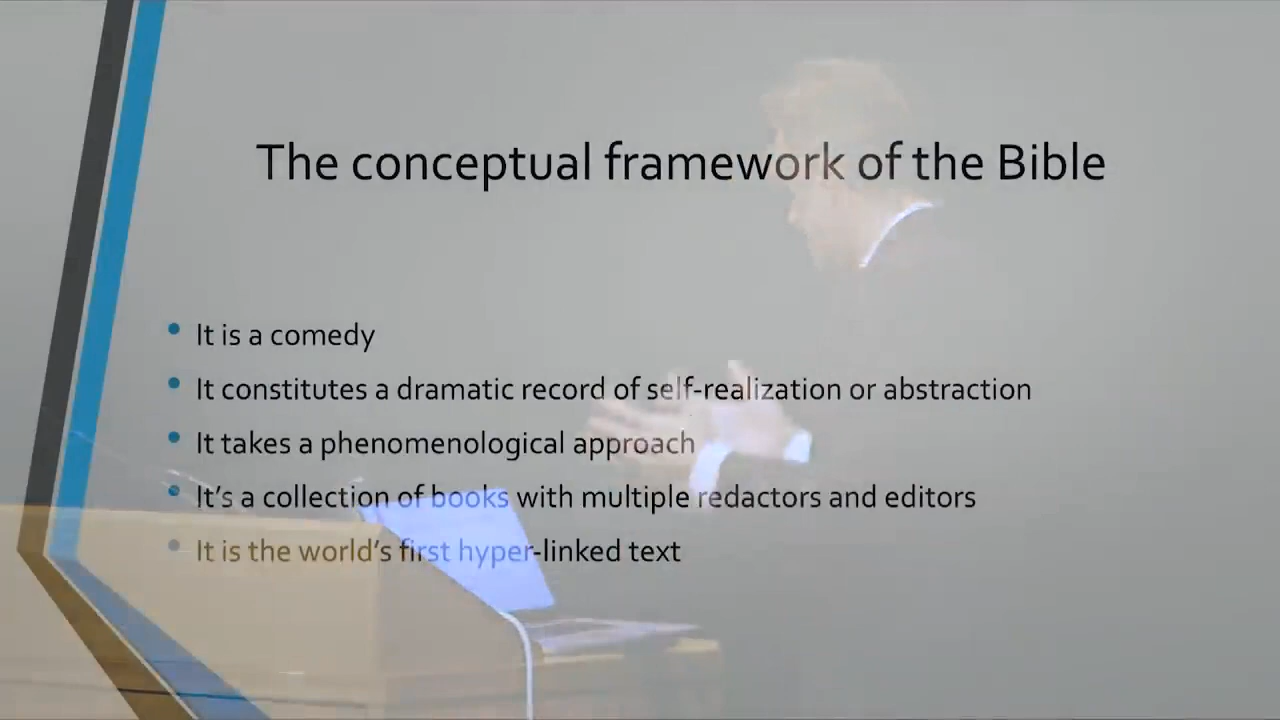 The conceptual framework of the Bible
It is a comedy
It constitutes a dramatic record of self-realization or abstraction
It takes a phenomenological approach
It's a collection of books with multiple redactors and editors
It is the world's first hyper-linked text